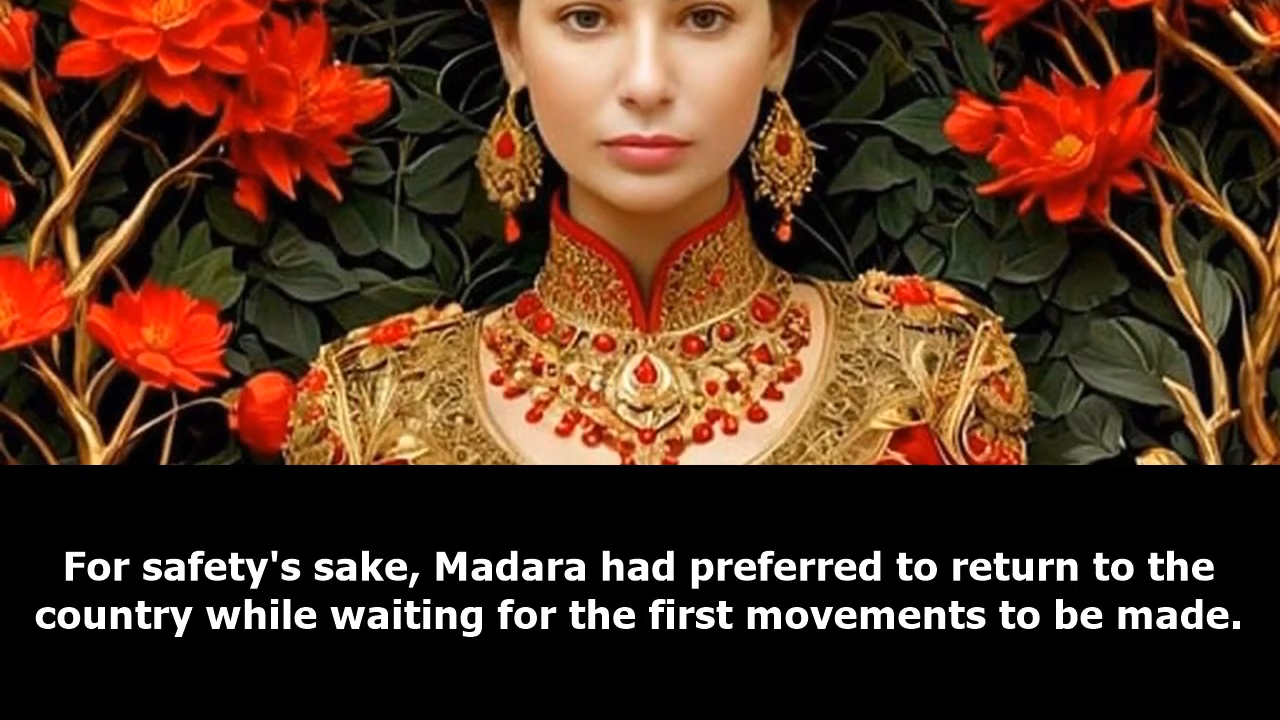 For safety's sake, Madara had preferred to return to the
country while waiting for the first movements to be made.